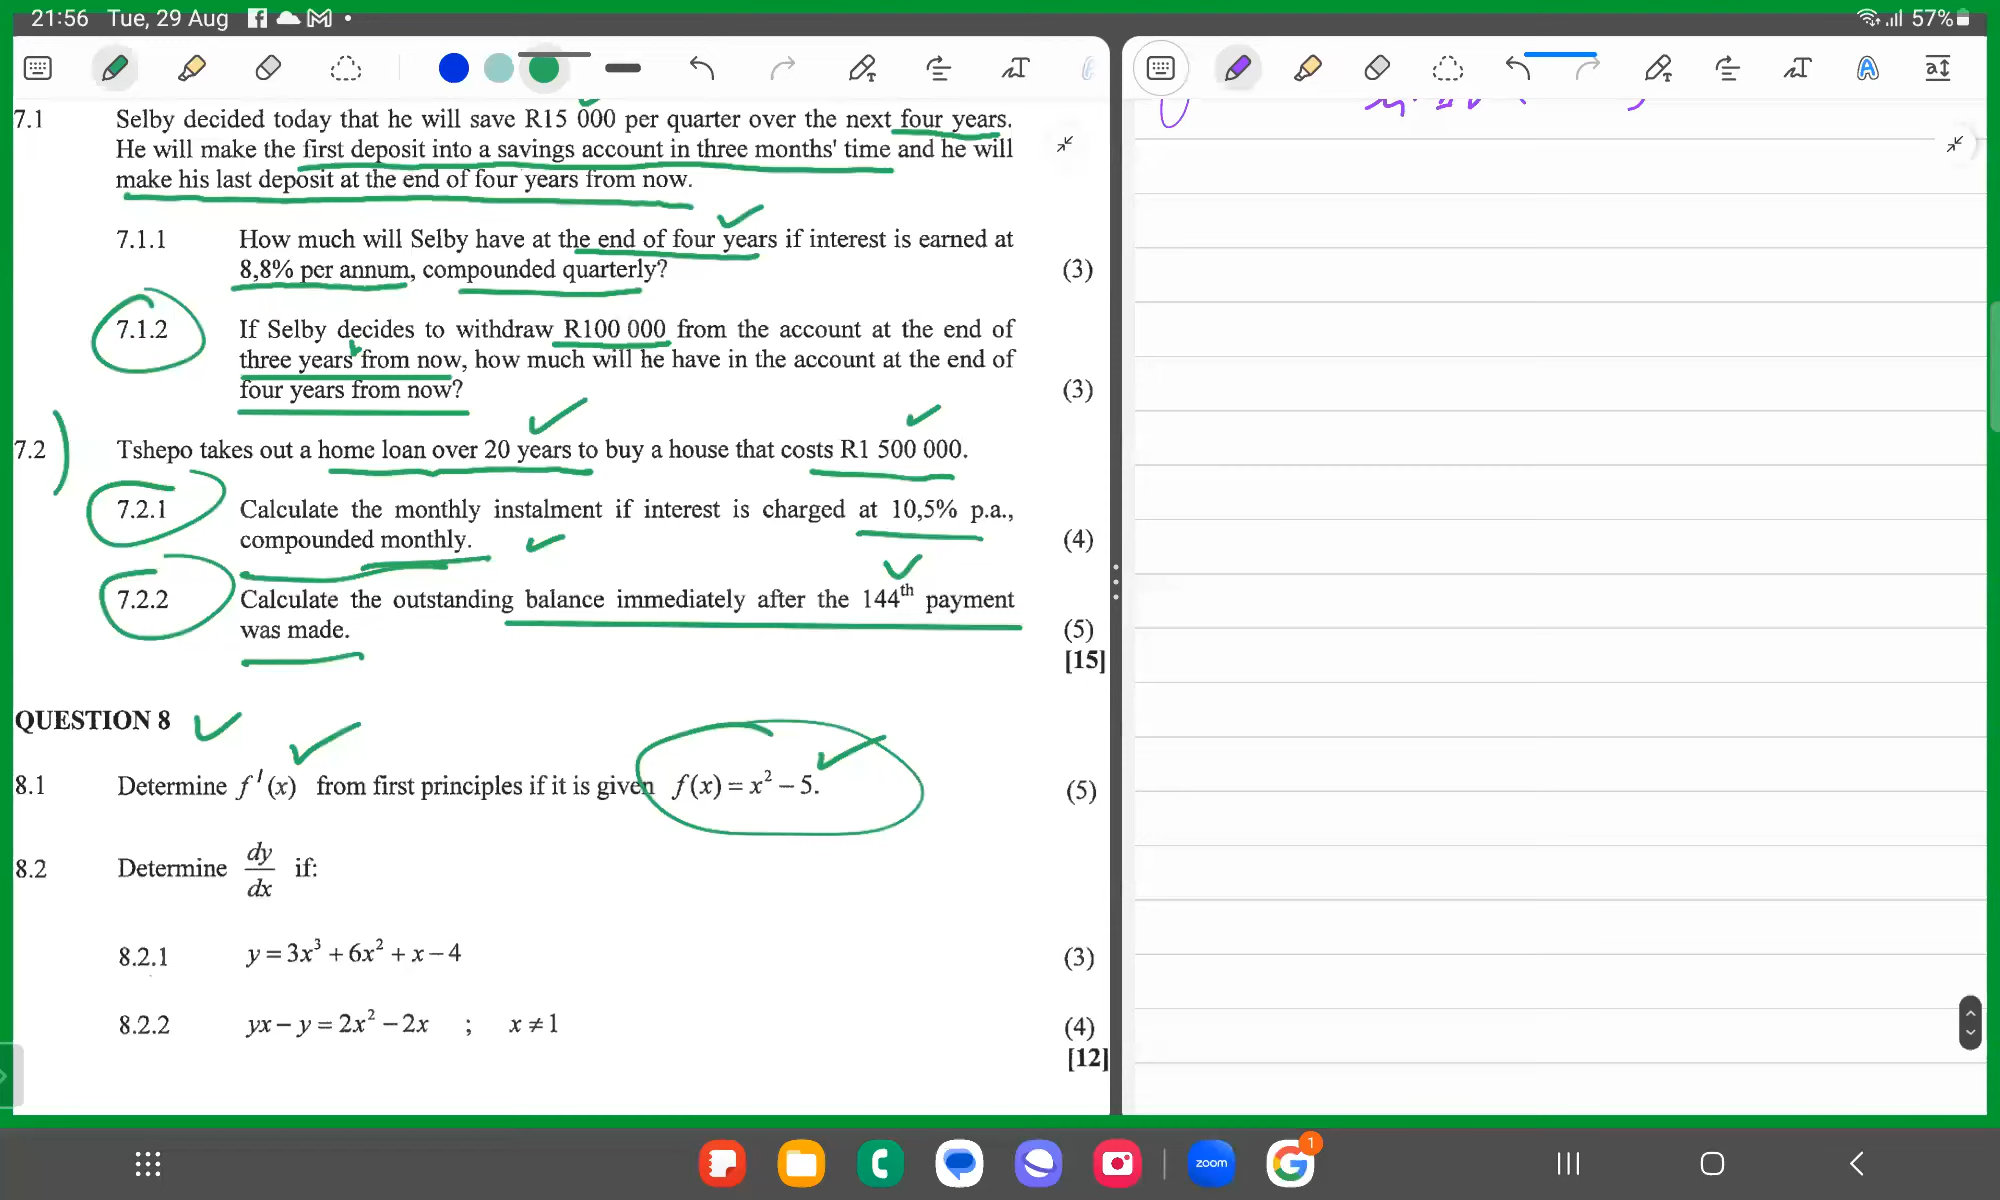 21:56 Tue, 29 Aug
57%
7.1 Selby decided today that he will save R15 000 per quarter over the next four years.
He will make the first deposit into a savings account in three months' time and he will
make his last deposit at the end of four years from now.
7.1.1 How much will Selby have at the end of four years if interest is earned at
8,8% per annum, compounded quarterly? (3)
7.1.2 If Selby decides to withdraw R100 000 from the account at the end of
three years from now, how much will he have in the account at the end of
four years from now? (3)
7.2 Tshepo takes out a home loan over 20 years to buy a house that costs R1 500 000.
7.2.1 Calculate the monthly instalment if interest is charged at 10,5% p.a.,
compounded monthly. (4)
7.2.2 Calculate the outstanding balance immediately after the 144th payment
was made. (5)
[15]
QUESTION 8
8.1 Determine f'(x) from first principles if it is given f(x) = x² – 5. (5)
8.2 Determine dy/dx if:
8.2.1 y = 3x³ + 6x² + x – 4 (3)
8.2.2 yx – y = 2x² – 2x ; x ≠ 1 (4)
[12]
zoom
1